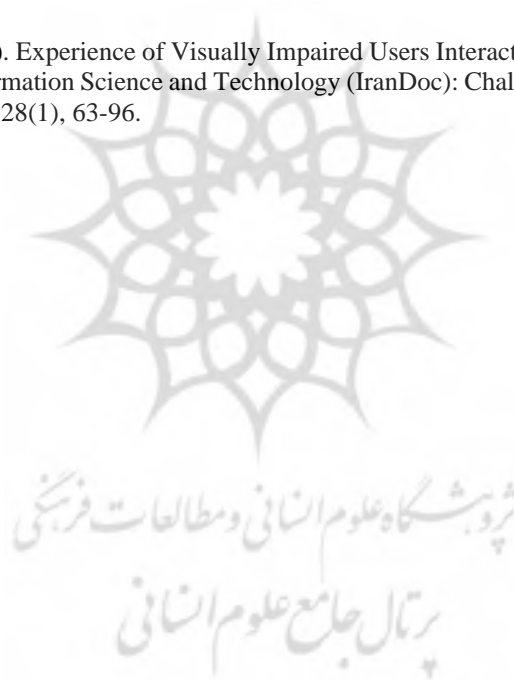 ). Experience of Visually Impaired Users Interact
rmation Science and Technology (IranDoc): Chal
28(1), 63-96.
پژوهشگاه علوم انسانی و مطالعات فرهنگی
پرتال جامع علوم انسانی